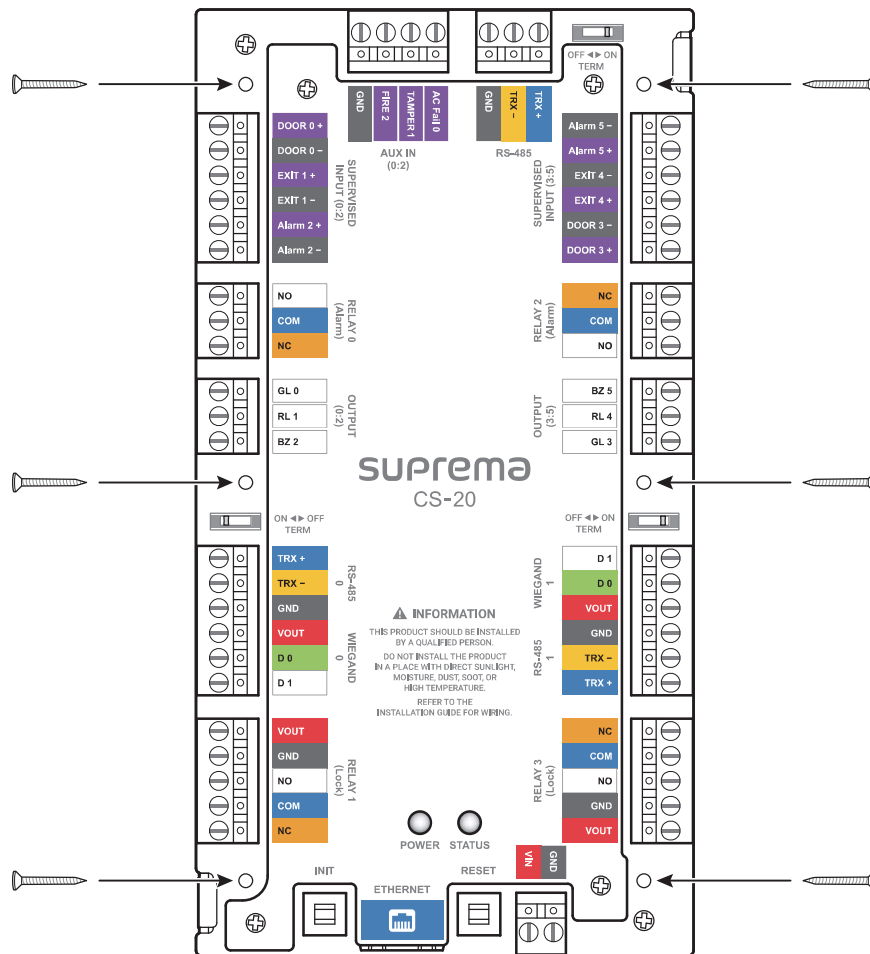 OFF ◄► ON
TERM
GND
FIRE 2
TAMPER 1
AC Fail 0
AUX IN
(0:2)
GND
TRX −
TRX +
RS-485
DOOR 0 +
DOOR 0 −
EXIT 1 +
EXIT 1 −
Alarm 2 +
Alarm 2 −
SUPERVISED
INPUT (0:2)
Alarm 5 −
Alarm 5 +
EXIT 4 −
EXIT 4 +
DOOR 3 −
DOOR 3 +
SUPERVISED
INPUT (3:5)
NO
COM
NC
RELAY 0
(Alarm)
NC
COM
NO
RELAY 2
(Alarm)
GL 0
RL 1
BZ 2
OUTPUT
(0:2)
BZ 5
RL 4
GL 3
OUTPUT
(3:5)
suprema
CS-20
ON ◄► OFF
TERM
OFF ◄► ON
TERM
TRX +
TRX −
GND
VOUT
D 0
D 1
RS-485
0
WIEGAND
0
D 1
D 0
VOUT
GND
TRX −
TRX +
WIEGAND
1
RS-485
1
INFORMATION
THIS PRODUCT SHOULD BE INSTALLED
BY A QUALIFIED PERSON.
DO NOT INSTALL THE PRODUCT
IN A PLACE WITH DIRECT SUNLIGHT,
MOISTURE, DUST, SOOT, OR
HIGH TEMPERATURE.
REFER TO THE
INSTALLATION GUIDE FOR WIRING.
VOUT
GND
NO
COM
NC
RELAY 1
(Lock)
NC
COM
NO
GND
VOUT
RELAY 3
(Lock)
POWER
STATUS
VIN
GND
INIT
ETHERNET
RESET